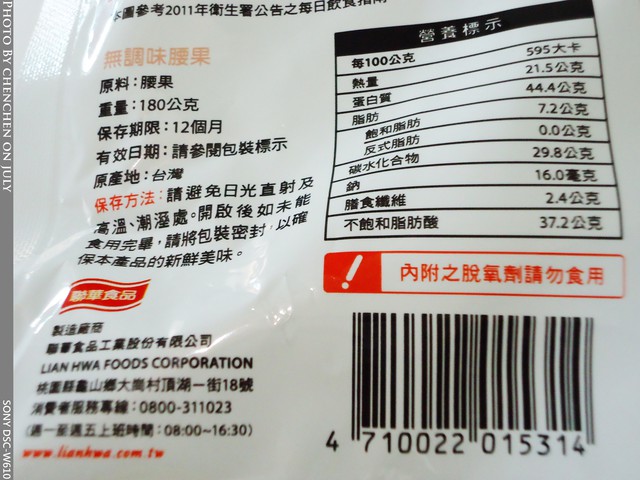 本圖參考2011年衛生署公告之每日飲食指南
無調味腰果
原料：腰果
重量：180公克
保存期限：12個月
有效日期：請參閱包裝標示
原產地：台灣
保存方法：請避免日光直射及
高溫、潮溼處。開啟後如未能
食用完畢，請將包裝密封，以確
保本產品的新鮮美味。
聯華食品
製造廠商
聯華食品工業股份有限公司
LIAN HWA FOODS CORPORATION
桃園縣龜山鄉大崗村頂湖一街18號
消費者服務專線：0800-311023
(週一至週五上班時間：08:00~16:30)
www.lianhwa.com.tw
營養標示
每100公克
熱量 595大卡
蛋白質 21.5公克
脂肪 44.4公克
飽和脂肪 7.2公克
反式脂肪 0.0公克
碳水化合物 29.8公克
鈉 16.0毫克
膳食纖維 2.4公克
不飽和脂肪酸 37.2公克
內附之脫氧劑請勿食用
4 710022 015314
PHOTO BY CHENCHEN ON JULY
SONY DSC-W610